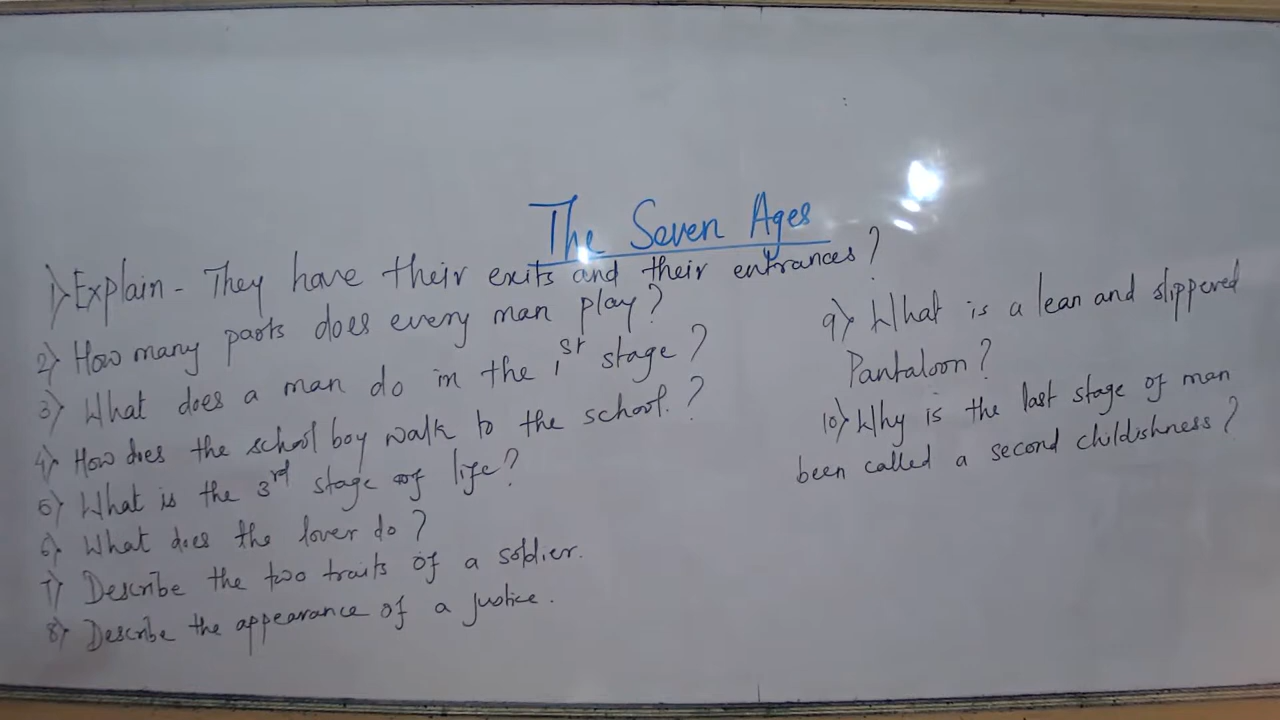 The Seven Ages
1) Explain - They have their exits and their entrances?
2) How many parts does every man play?
3) What does a man do in the 1st stage?
4) How does the school boy walk to the school.?
5) What is the 3rd stage of life?
6) What does the lover do?
7) Describe the two traits of a soldier.
8) Describe the appearance of a justice.
9) What is a lean and slippered
Pantaloon?
10) Why is the last stage of man
been called a second childishness?